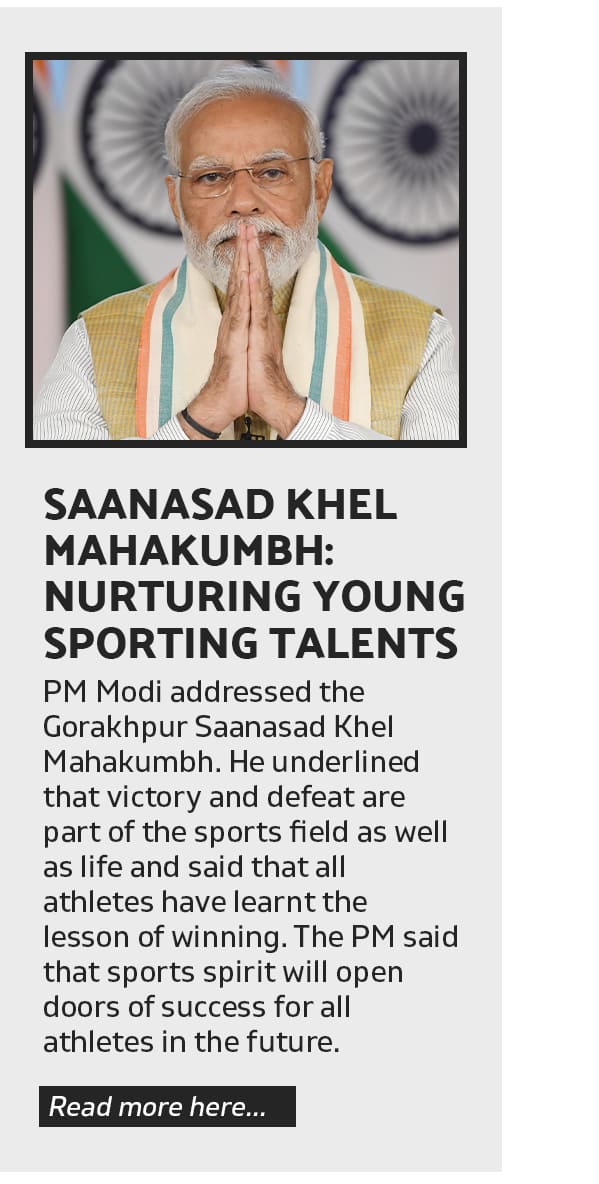 SAANASAD KHEL
MAHAKUMBH:
NURTURING YOUNG
SPORTING TALENTS
PM Modi addressed the
Gorakhpur Saanasad Khel
Mahakumbh. He underlined
that victory and defeat are
part of the sports field as well
as life and said that all
athletes have learnt the
lesson of winning. The PM said
that sports spirit will open
doors of success for all
athletes in the future.
Read more here...